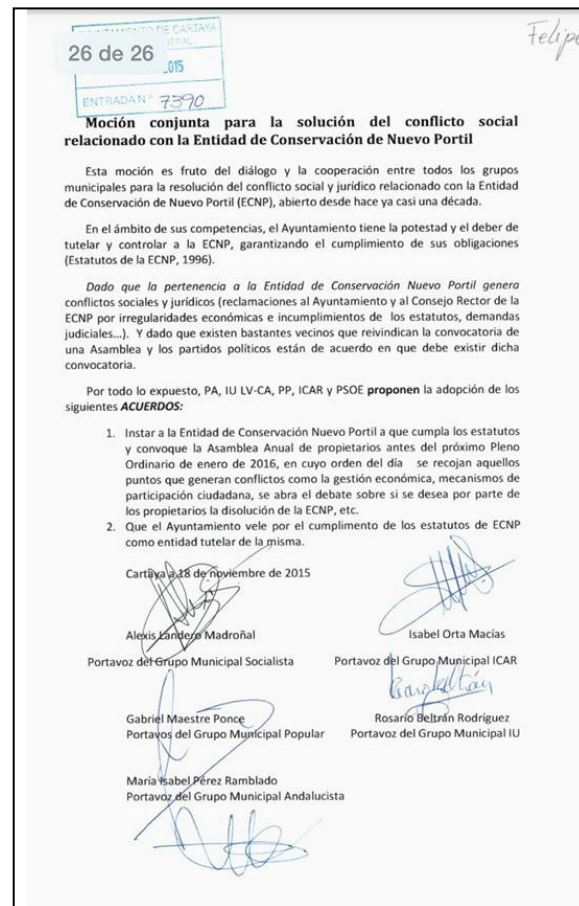 AYUNTAMIENTO DE CARTAYA
26 de 26
2015
ENTRADA Nº 7390
Felipe
Moción conjunta para la solución del conflicto social
relacionado con la Entidad de Conservación de Nuevo Portil
Esta moción es fruto del diálogo y la cooperación entre todos los grupos
municipales para la resolución del conflicto social y jurídico relacionado con la Entidad
de Conservación de Nuevo Portil (ECNP), abierto desde hace ya casi una década.
En el ámbito de sus competencias, el Ayuntamiento tiene la potestad y el deber de
tutelar y controlar a la ECNP, garantizando el cumplimiento de sus obligaciones
(Estatutos de la ECNP, 1996).
Dado que la pertenencia a la Entidad de Conservación Nuevo Portil genera
conflictos sociales y jurídicos (reclamaciones al Ayuntamiento y al Consejo Rector de la
ECNP por irregularidades económicas e incumplimientos de los estatutos, demandas
judiciales...). Y dado que existen bastantes vecinos que reivindican la convocatoria de
una Asamblea y los partidos políticos están de acuerdo en que debe existir dicha
convocatoria.
Por todo lo expuesto, PA, IU LV-CA, PP, ICAR y PSOE proponen la adopción de los
siguientes ACUERDOS:
1. Instar a la Entidad de Conservación Nuevo Portil a que cumpla los estatutos
y convoque la Asamblea Anual de propietarios antes del próximo Pleno
Ordinario de enero de 2016, en cuyo orden del día se recojan aquellos
puntos que generan conflictos como la gestión económica, mecanismos de
participación ciudadana, se abra el debate sobre si se desea por parte de
los propietarios la disolución de la ECNP, etc.
2. Que el Ayuntamiento vele por el cumplimento de los estatutos de ECNP
como entidad tutelar de la misma.
Cartaya a 18 de noviembre de 2015
Alexis Landero Madroñal
Isabel Orta Macias
Portavoz del Grupo Municipal Socialista
Portavoz del Grupo Municipal ICAR
Gabriel Maestre Ponce
Rosario Beltrán Rodríguez
Portavos del Grupo Municipal Popular
Portavoz del Grupo Municipal IU
María Isabel Pérez Ramblado
Portavoz del Grupo Municipal Andalucista